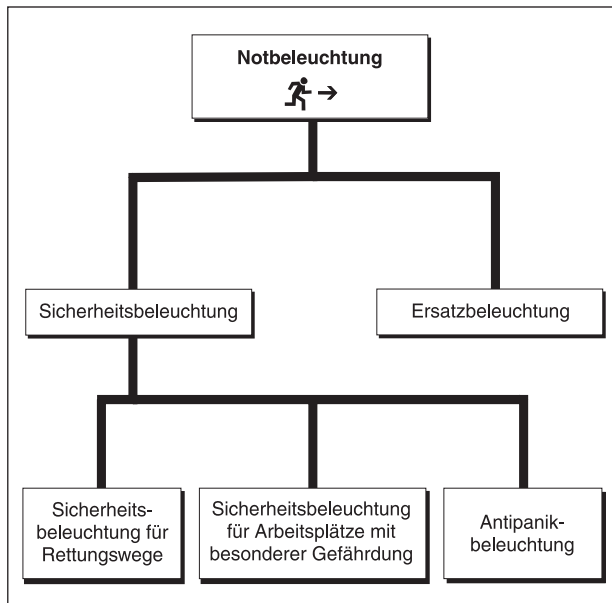 Notbeleuchtung
Sicherheitsbeleuchtung
Ersatzbeleuchtung
Sicherheits-
beleuchtung für
Rettungswege
Sicherheitsbeleuchtung
für Arbeitsplätze mit
besonderer Gefährdung
Antipanik-
beleuchtung